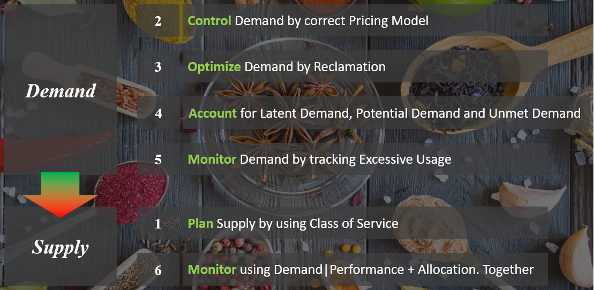 2 Control Demand by correct Pricing Model
3 Optimize Demand by Reclamation
Demand
4 Account for Latent Demand, Potential Demand and Unmet Demand
5 Monitor Demand by tracking Excessive Usage
1 Plan Supply by using Class of Service
Supply
6 Monitor using Demand|Performance + Allocation. Together